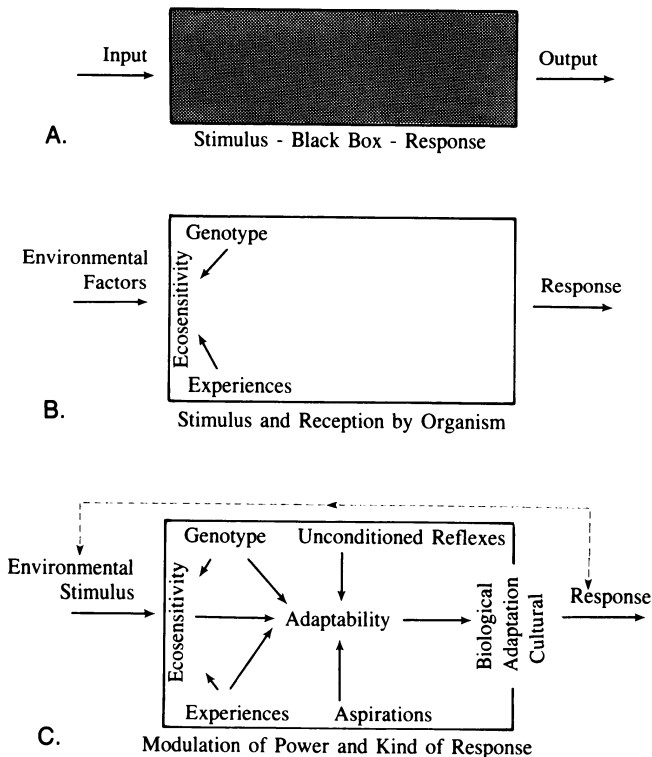 Input
Output
A.
Stimulus - Black Box - Response
Genotype
Environmental
Factors
Ecosensitivity
Response
Experiences
B.
Stimulus and Reception by Organism
Genotype
Unconditioned Reflexes
Environmental
Stimulus
Ecosensitivity
Adaptability
Biological
Adaptation
Cultural
Response
Experiences
Aspirations
C.
Modulation of Power and Kind of Response